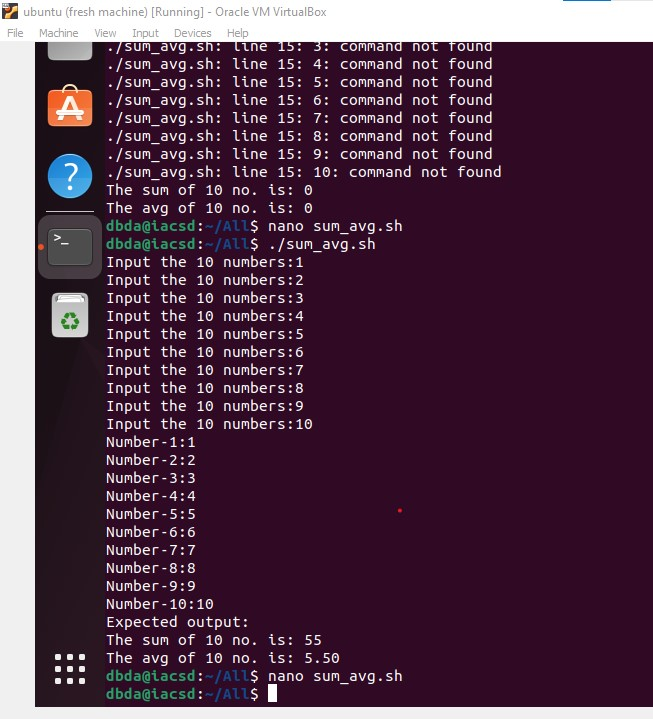 ubuntu (fresh machine) [Running] - Oracle VM VirtualBox
File Machine View Input Devices Help
./sum_avg.sh: line 15: 3: command not found
./sum_avg.sh: line 15: 4: command not found
./sum_avg.sh: line 15: 5: command not found
./sum_avg.sh: line 15: 6: command not found
./sum_avg.sh: line 15: 7: command not found
./sum_avg.sh: line 15: 8: command not found
./sum_avg.sh: line 15: 9: command not found
./sum_avg.sh: line 15: 10: command not found
The sum of 10 no. is: 0
The avg of 10 no. is: 0
dbda@iacsd:~/All$ nano sum_avg.sh
dbda@iacsd:~/All$ ./sum_avg.sh
Input the 10 numbers:1
Input the 10 numbers:2
Input the 10 numbers:3
Input the 10 numbers:4
Input the 10 numbers:5
Input the 10 numbers:6
Input the 10 numbers:7
Input the 10 numbers:8
Input the 10 numbers:9
Input the 10 numbers:10
Number-1:1
Number-2:2
Number-3:3
Number-4:4
Number-5:5
Number-6:6
Number-7:7
Number-8:8
Number-9:9
Number-10:10
Expected output:
The sum of 10 no. is: 55
The avg of 10 no. is: 5.50
dbda@iacsd:~/All$ nano sum_avg.sh
dbda@iacsd:~/All$